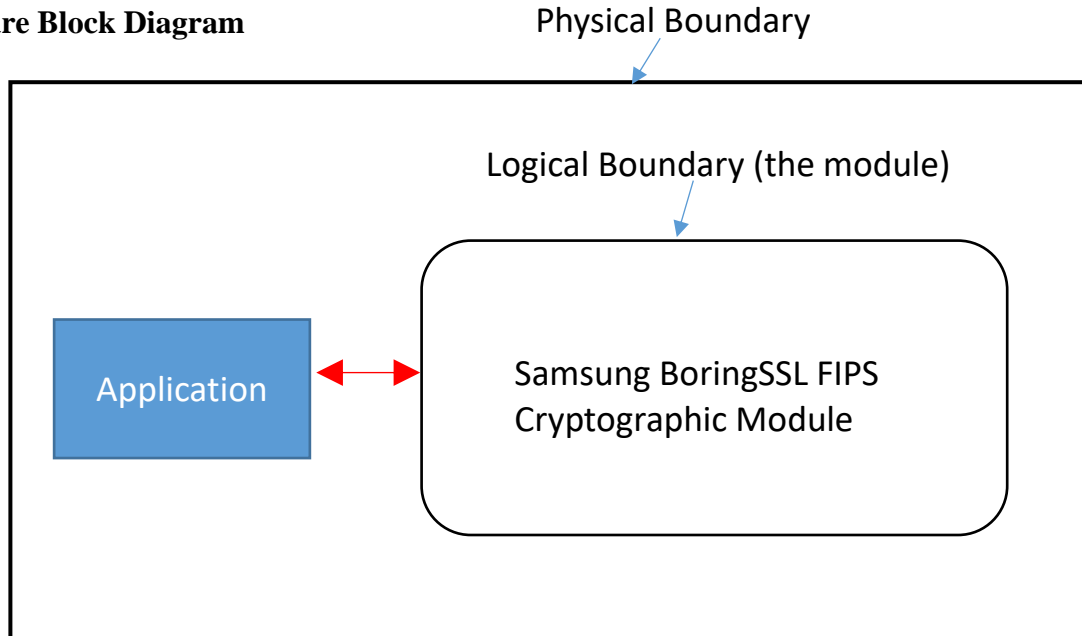 re Block Diagram
Physical Boundary
Logical Boundary (the module)
Application
Samsung BoringSSL FIPS
Cryptographic Module